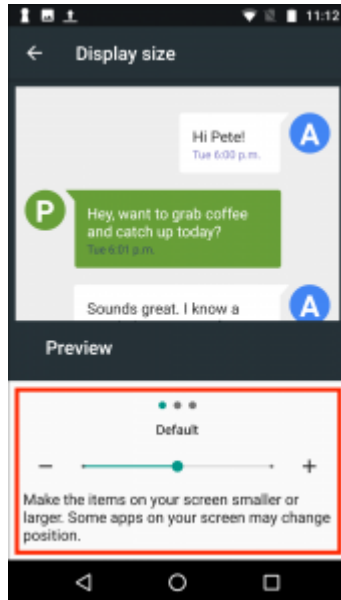 11:12
Display size
Hi Pete!
A
Tue 6:00 p.m.
P
Hey, want to grab coffee
and catch up today?
Tue 6:01 p.m.
Sounds great. I know a
A
Preview
Default
Make the items on your screen smaller or
larger. Some apps on your screen may change
position.